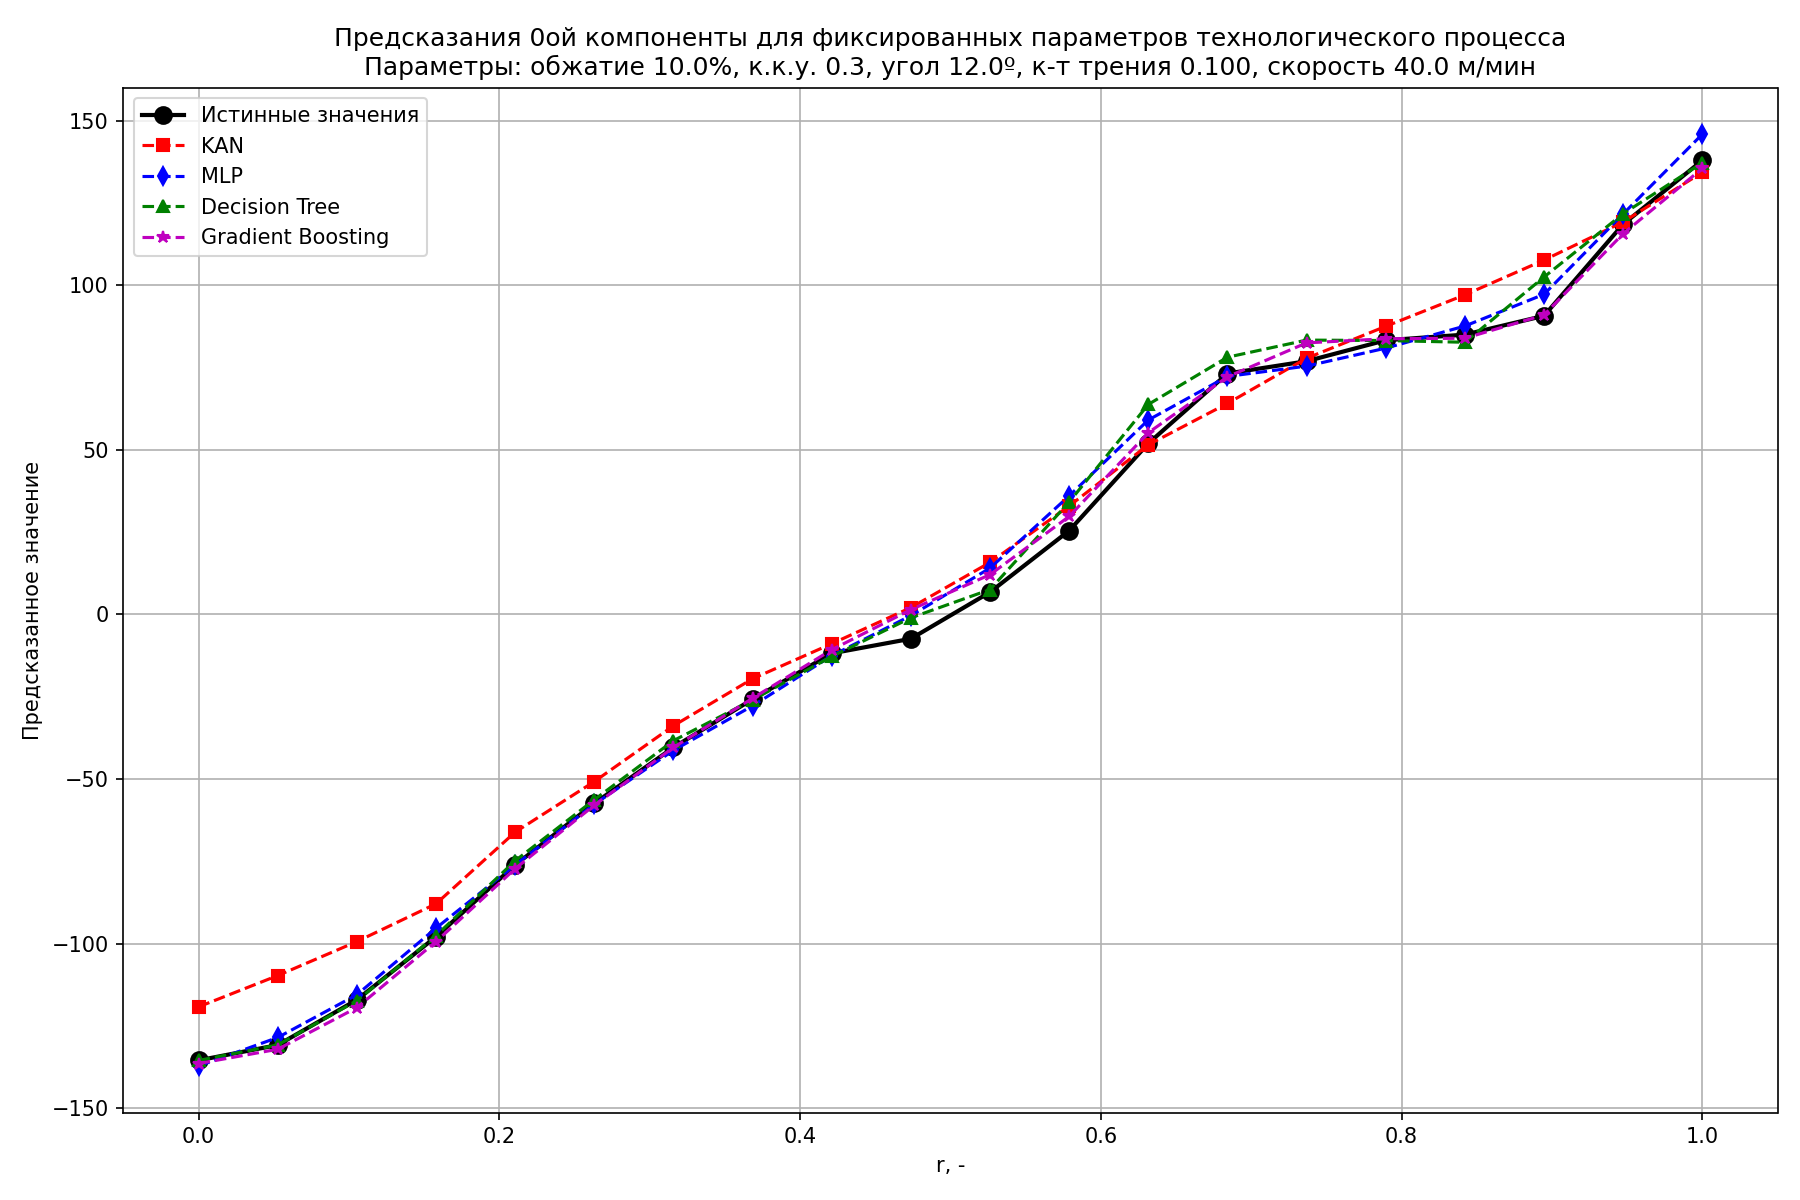 Предсказания 0ой компоненты для фиксированных параметров технологического процесса
Параметры: обжатие 10.0%, к.к.у. 0.3, угол 12.0º, к-т трения 0.100, скорость 40.0 м/мин
Истинные значения
KAN
MLP
Decision Tree
Gradient Boosting
Предсказанное значение
150
100
50
0
−50
−100
−150
0.0
0.2
0.4
0.6
0.8
1.0
r, -